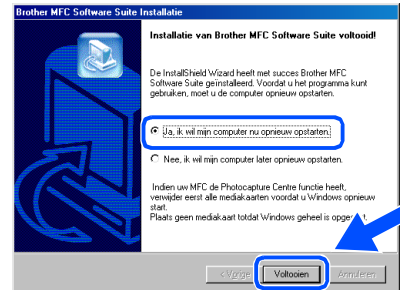 Brother MFC Software Suite Installatie
Installatie van Brother MFC Software Suite voltooid!
De InstallShield Wizard heeft met succes Brother MFC
Software Suite geïnstalleerd. Voordat u het programma kunt
gebruiken, moet u de computer opnieuw opstarten.
Ja, ik wil mijn computer nu opnieuw opstarten.
Nee, ik wil mijn computer later opnieuw opstarten.
Indien uw MFC de Photocapture Centre functie heeft,
verwijder eerst alle mediakaarten voordat u Windows opnieuw
start.
Plaats geen mediakaart totdat Windows geheel is
< Vorige
Voltooien
Annuleren